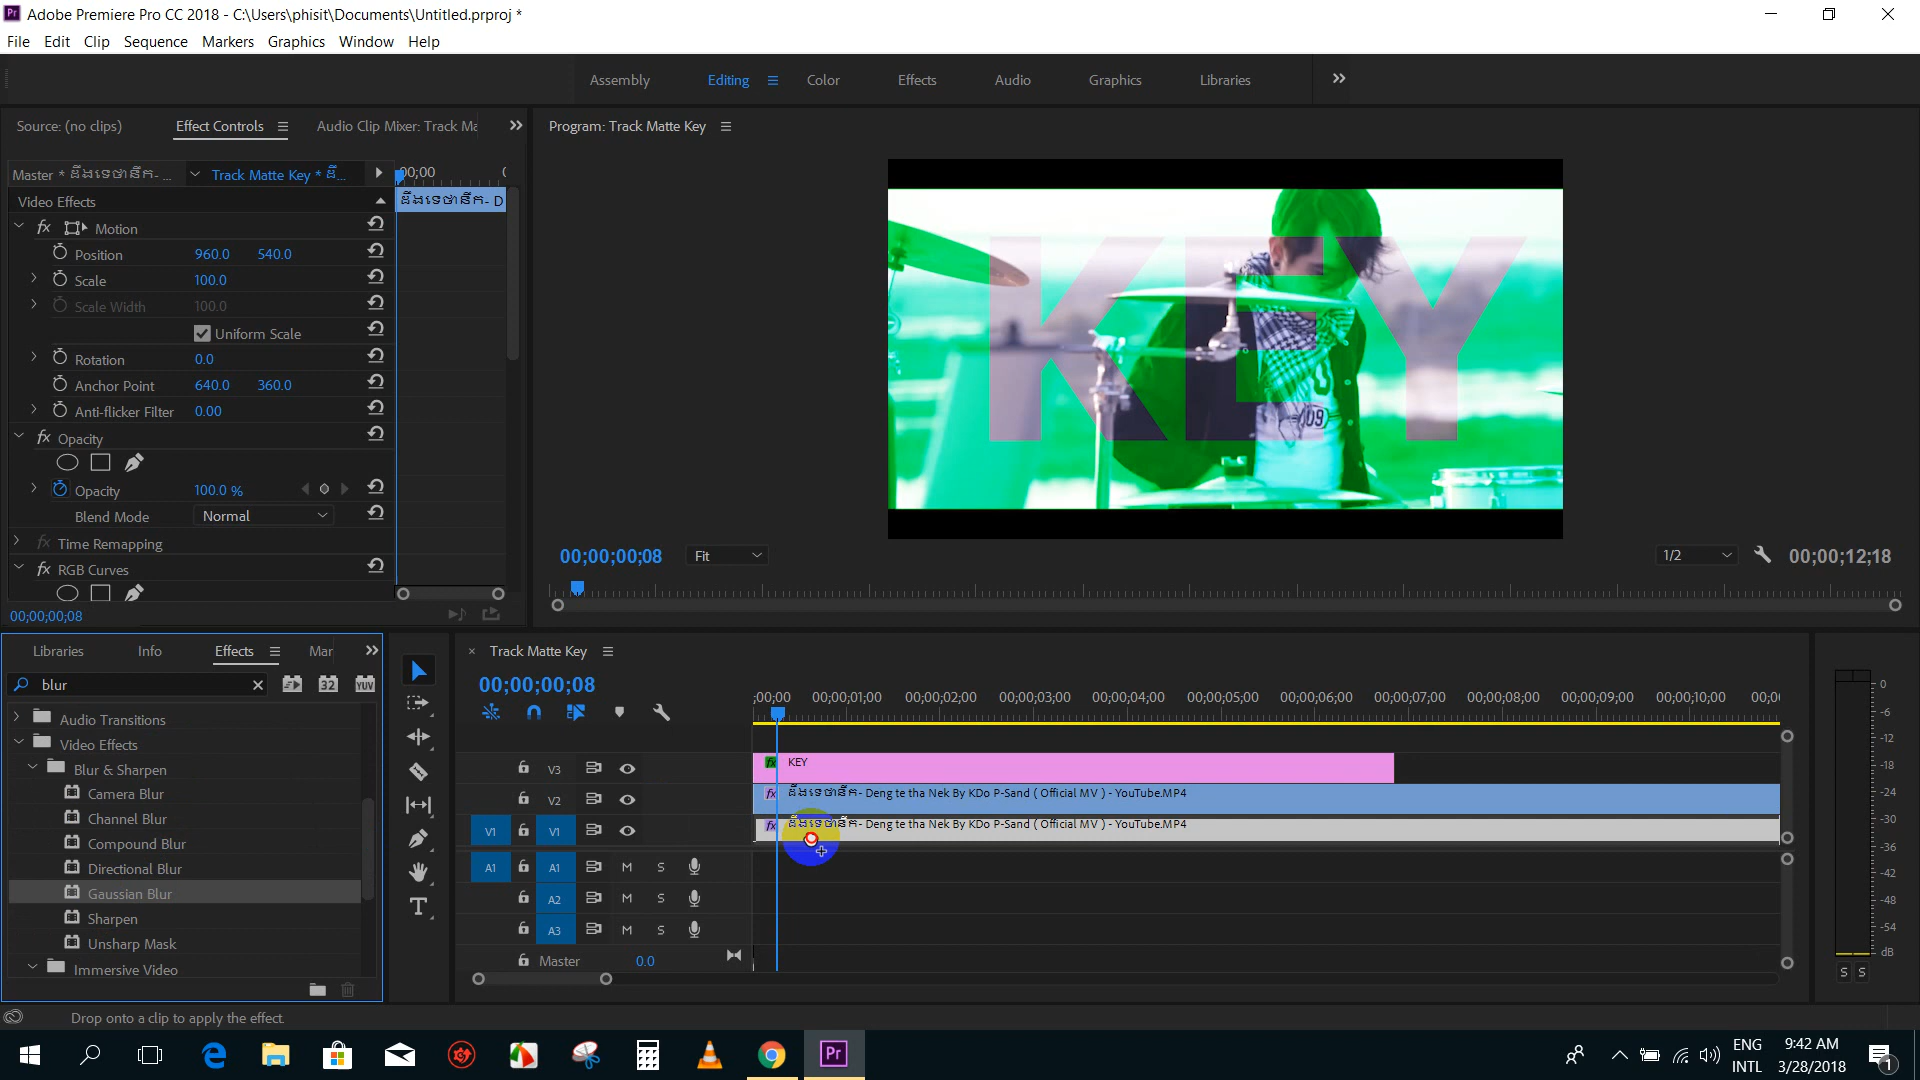 Adobe Premiere Pro CC 2018 - C:\Users\phisit\Documents\Untitled.prproj *
File Edit Clip Sequence Markers Graphics Window Help
Assembly Editing Color Effects Audio Graphics Libraries
Source: (no clips) Effect Controls Audio Clip Mixer: Track Ma
Program: Track Matte Key
Master * ដឹងទេថានឹក- ... Track Matte Key * ដឹ...
00;00
Video Effects
ដឹងទេថានឹក- D
fx Motion
Position 960.0 540.0
Scale 100.0
Scale Width 100.0
Uniform Scale
Rotation 0.0
Anchor Point 640.0 360.0
Anti-flicker Filter 0.00
fx Opacity
Opacity 100.0 %
Blend Mode Normal
fx Time Remapping
fx RGB Curves
00;00;00;08
KEY
09
00;00;00;08 Fit 1/2 00;00;12;18
Libraries Info Effects Mar
blur
32 YUV
Audio Transitions
Video Effects
Blur & Sharpen
Camera Blur
Channel Blur
Compound Blur
Directional Blur
Gaussian Blur
Sharpen
Unsharp Mask
Immersive Video
Track Matte Key
00;00;00;08
;00;00 00;00;01;00 00;00;02;00 00;00;03;00 00;00;04;00 00;00;05;00 00;00;06;00 00;00;07;00 00;00;08;00 00;00;09;00 00;00;10;00 00;0
V3 fx KEY
V2 fx ដឹងទេថានឹក- Deng te tha Nek By KDo P-Sand ( Official MV ) - YouTube.MP4
V1 V1 fx ដឹងទេថានឹក- Deng te tha Nek By KDo P-Sand ( Official MV ) - YouTube.MP4
A1 A1 M S
A2 M S
A3 M S
Master 0.0
0
-6
-12
-18
-24
-30
-36
-42
-48
-54
dB
S S
Drop onto a clip to apply the effect.
Pr
ENG
INTL
9:42 AM
3/28/2018
1